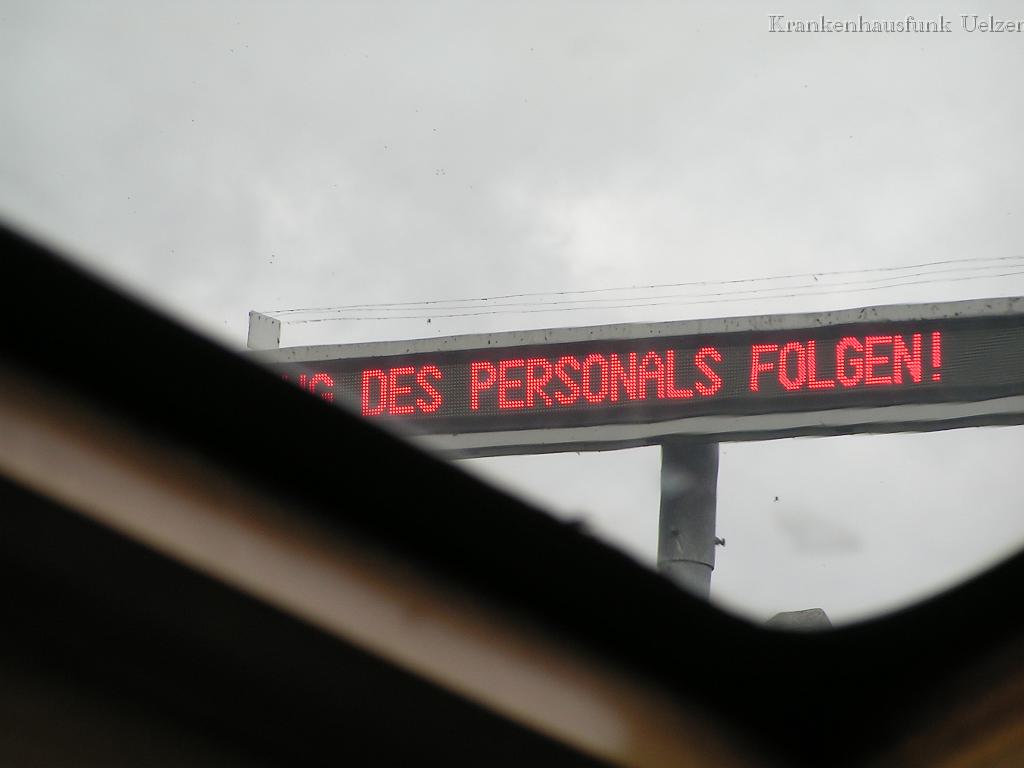 Krankenhausfunk Uelzen
DES PERSONALS FOLGEN!